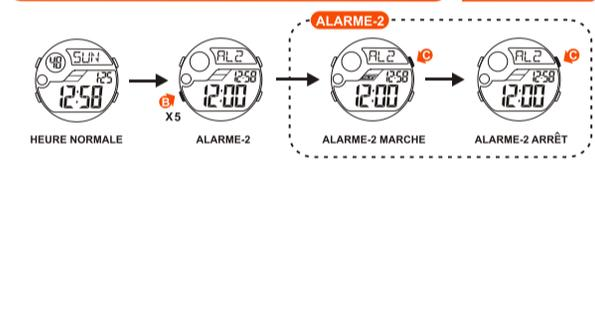 ALARME-2
48 SUN
1:25
12:58
B
X5
AL2
12:58
12:00
AL2
12:58
12:00
C
AL2
12:58
12:00
C
HEURE NORMALE
ALARME-2
ALARME-2 MARCHE
ALARME-2 ARRÊT